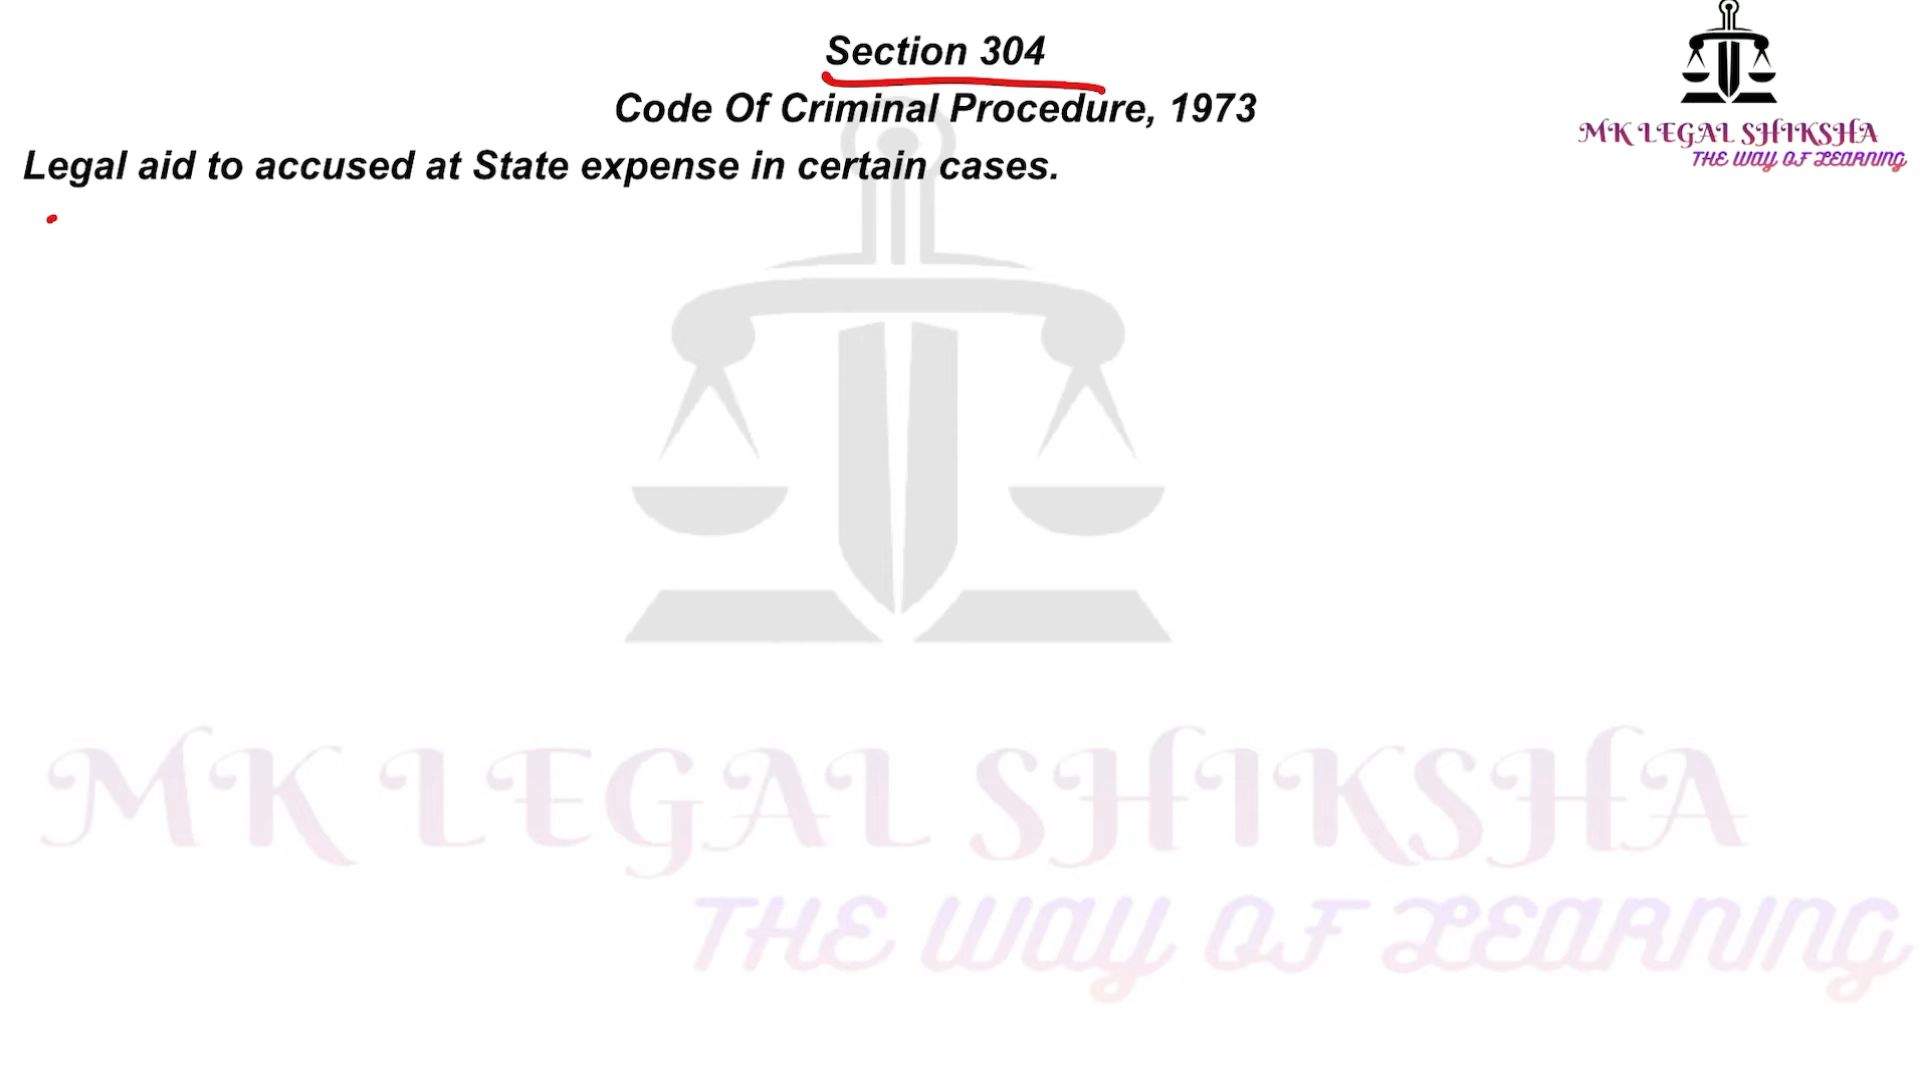 Section 304
Code Of Criminal Procedure, 1973
Legal aid to accused at State expense in certain cases.
MK LEGAL SHIKSHA
THE WAY OF LEARNING
MK LEGAL SHIKSHA
THE WAY OF LEARNING